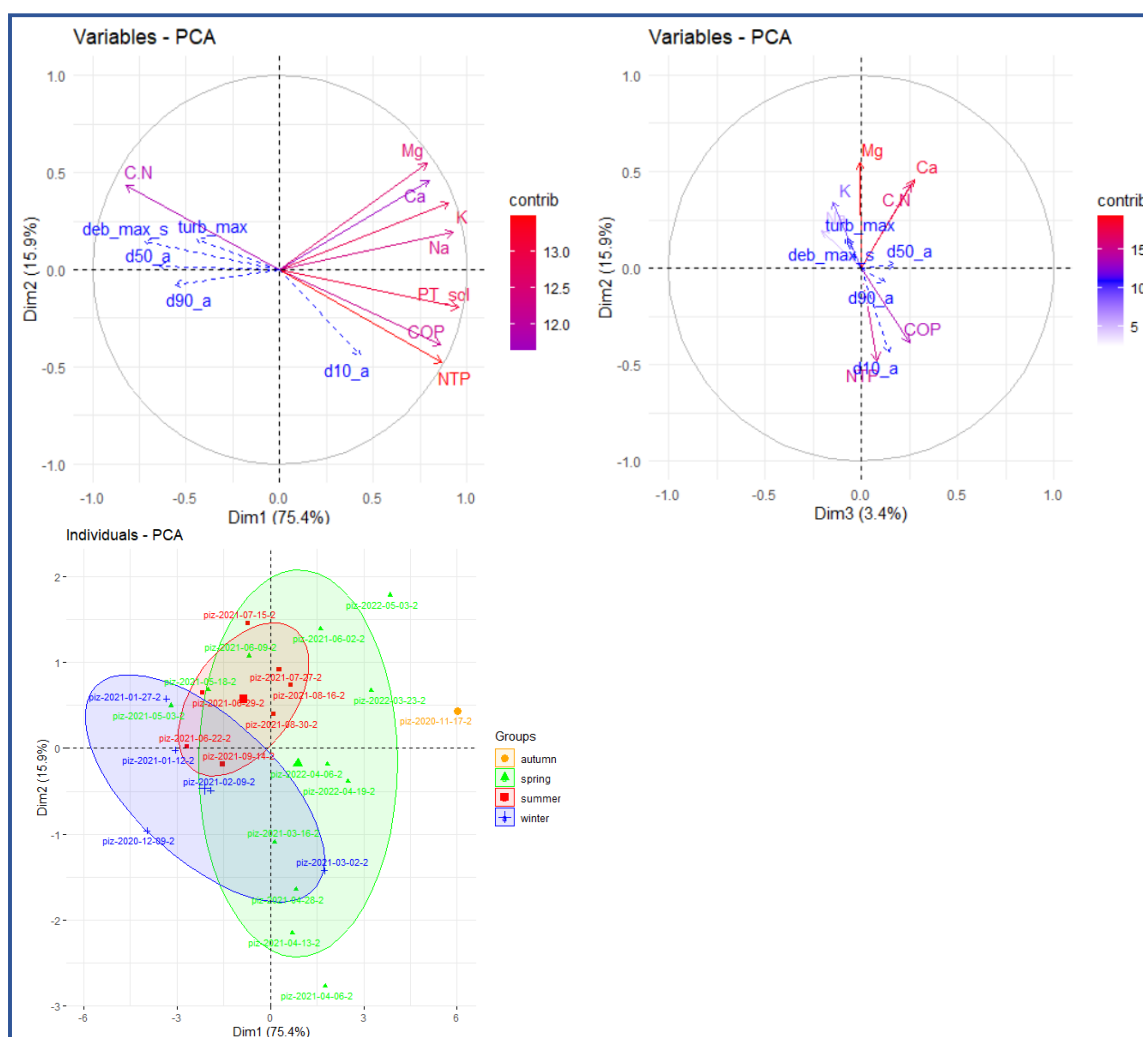 Variables - PCA
1.0
0.5
0.0
-0.5
-1.0
Dim2 (15.9%)
C.N
deb_max_s
turb_max
d50_a
d90_a
Mg
Ca
K
Na
PT_sol
COP
NTP
d10_a
-1.0 -0.5 0.0 0.5 1.0
Dim1 (75.4%)
contrib
13.0
12.5
12.0
Variables - PCA
1.0
0.5
0.0
-0.5
-1.0
Dim2 (15.9%)
Mg
Ca
K
C.N
turb_max
deb_max_s
d50_a
d90_a
COP
d10_a
NTP
-1.0 -0.5 0.0 0.5 1.0
Dim3 (3.4%)
contrib
15
10
5
Individuals - PCA
2
1
0
-1
-2
-3
Dim2 (15.9%)
piz-2022-05-03-2
piz-2021-07-15-2
piz-2021-06-02-2
piz-2021-06-09-2
piz-2021-07-27-2
piz-2021-05-18-2
piz-2021-01-27-2
piz-2021-08-16-2
piz-2021-06-29-2
piz-2022-03-23-2
piz-2021-05-03-2
piz-2020-11-17-2
piz-2021-08-30-2
piz-2021-06-22-2
piz-2021-09-14-2
piz-2021-01-12-2
piz-2022-04-06-2
piz-2021-02-09-2
piz-2022-04-19-2
piz-2021-03-16-2
piz-2020-12-09-2
piz-2021-03-02-2
piz-2021-04-28-2
piz-2021-04-13-2
piz-2021-04-06-2
-6 -3 0 3 6
Dim1 (75.4%)
Groups
autumn
spring
summer
winter